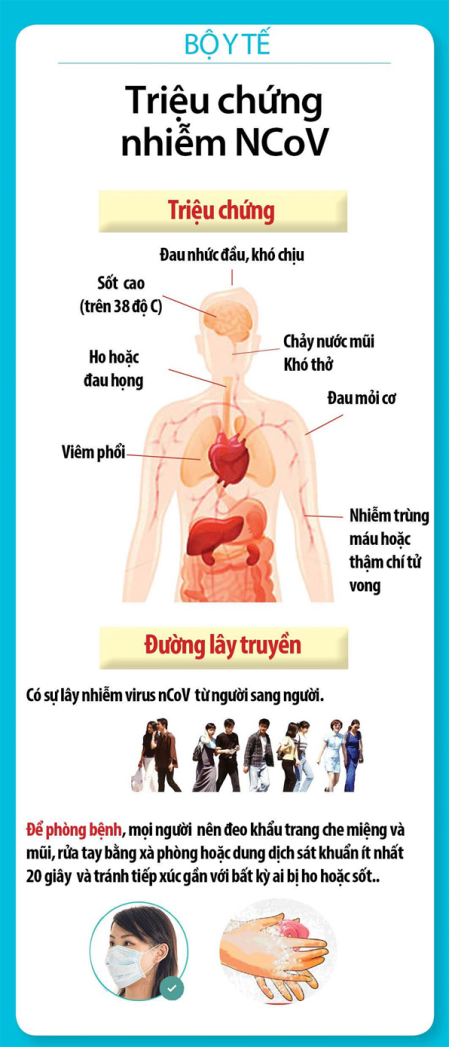 BỘ Y TẾ
Triệu chứng
nhiễm NCoV
Triệu chứng
Đau nhức đầu, khó chịu
Sốt cao
(trên 38 độ C)
Chảy nước mũi
Khó thở
Ho hoặc
đau họng
Đau mỏi cơ
Viêm phổi
Nhiễm trùng
máu hoặc
thậm chí tử
vong
Đường lây truyền
Có sự lây nhiễm virus nCoV từ người sang người.
Để phòng bệnh, mọi người nên đeo khẩu trang che miệng và
mũi, rửa tay bằng xà phòng hoặc dung dịch sát khuẩn ít nhất
20 giây và tránh tiếp xúc gần với bất kỳ ai bị ho hoặc sốt..